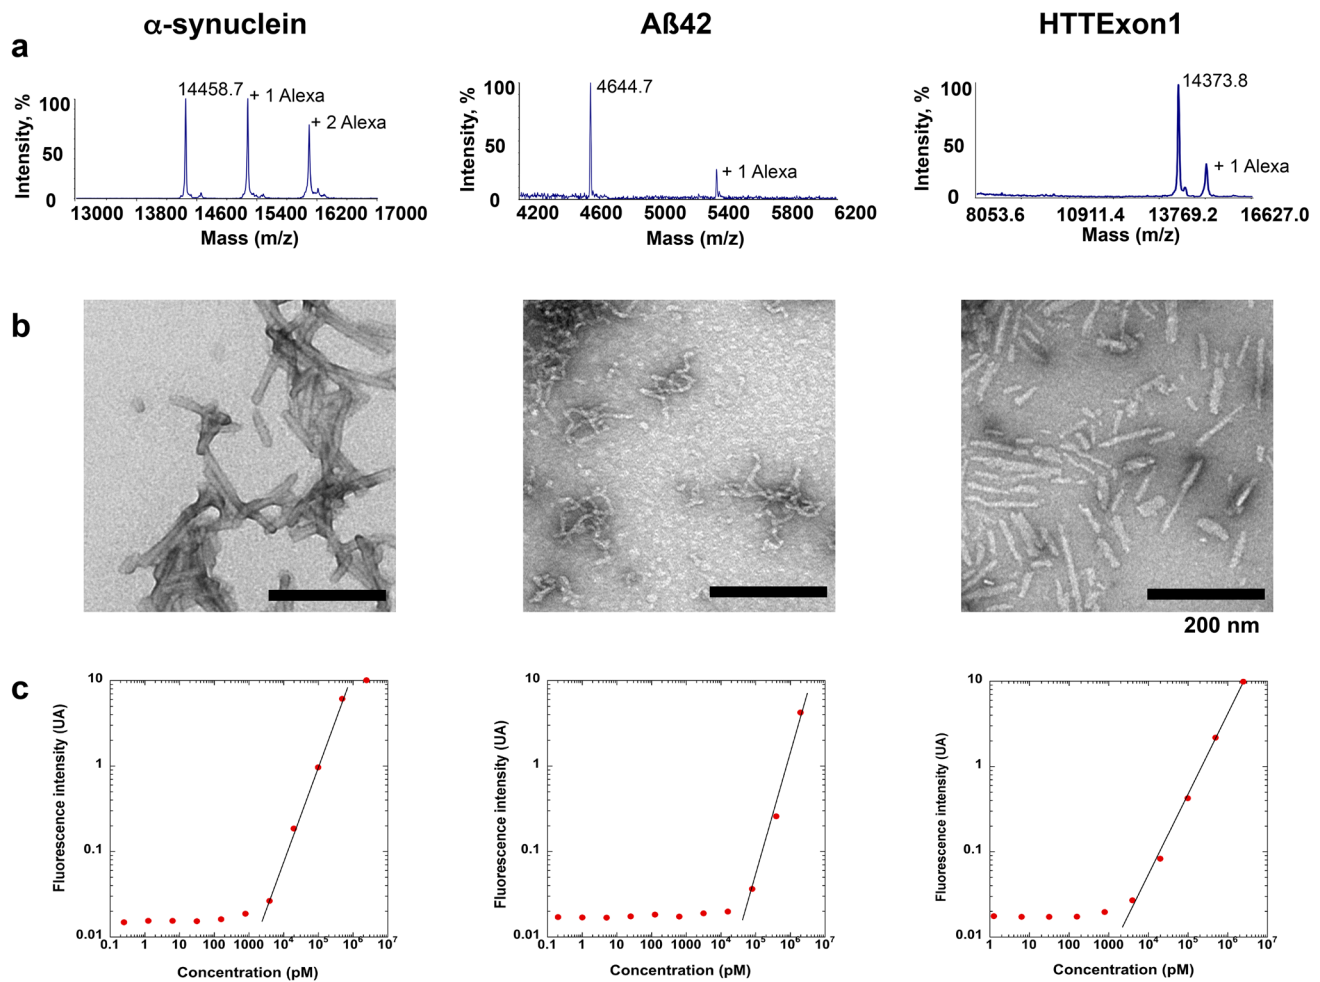 α-synuclein
Aß42
HTTExon1
a
Intensity, %
100
50
0
14458.7
+ 1 Alexa
+ 2 Alexa
13000 13800 14600 15400 16200 17000
Mass (m/z)
Intensity, %
100
50
0
4644.7
+ 1 Alexa
4200 4600 5000 5400 5800 6200
Mass (m/z)
Intensity, %
100
50
0
14373.8
+ 1 Alexa
8053.6 10911.4 13769.2 16627.0
Mass (m/z)
b
200 nm
c
Fluorescence intensity (UA)
10
1
0.1
0.01
0.1 1 10 100 1000 10⁴ 10⁵ 10⁶ 10⁷
Concentration (pM)
Fluorescence intensity (UA)
10
1
0.1
0.01
0.1 1 10 100 1000 10⁴ 10⁵ 10⁶ 10⁷
Concentration (pM)
Fluorescence intensity (UA)
10
1
0.1
0.01
1 10 100 1000 10⁴ 10⁵ 10⁶ 10⁷
Concentration (pM)